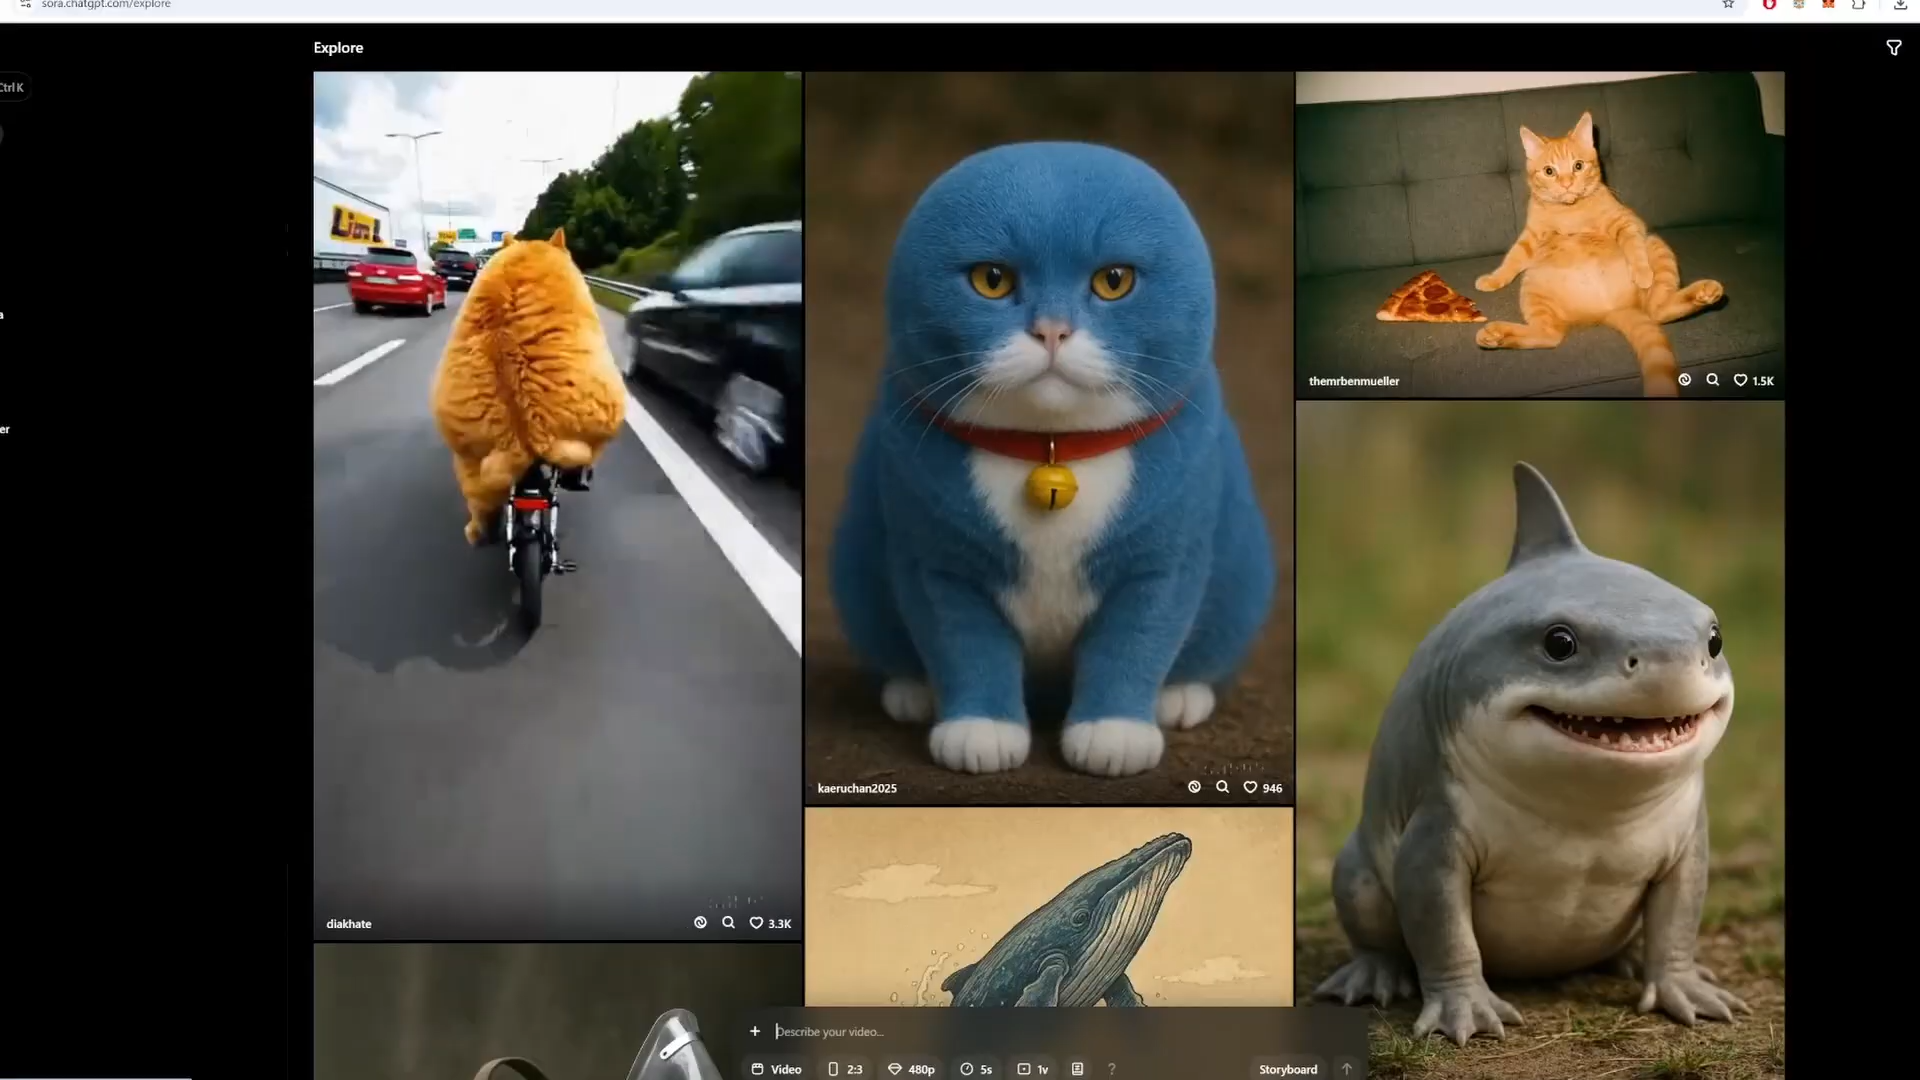 sora.chatgpt.com/explore
Explore
Ctrl K
a
er
themrbenmueller
1.5K
kaeruchan2025
946
diakhate
3.3K
Describe your video...
Video
2:3
480p
5s
1v
?
Storyboard